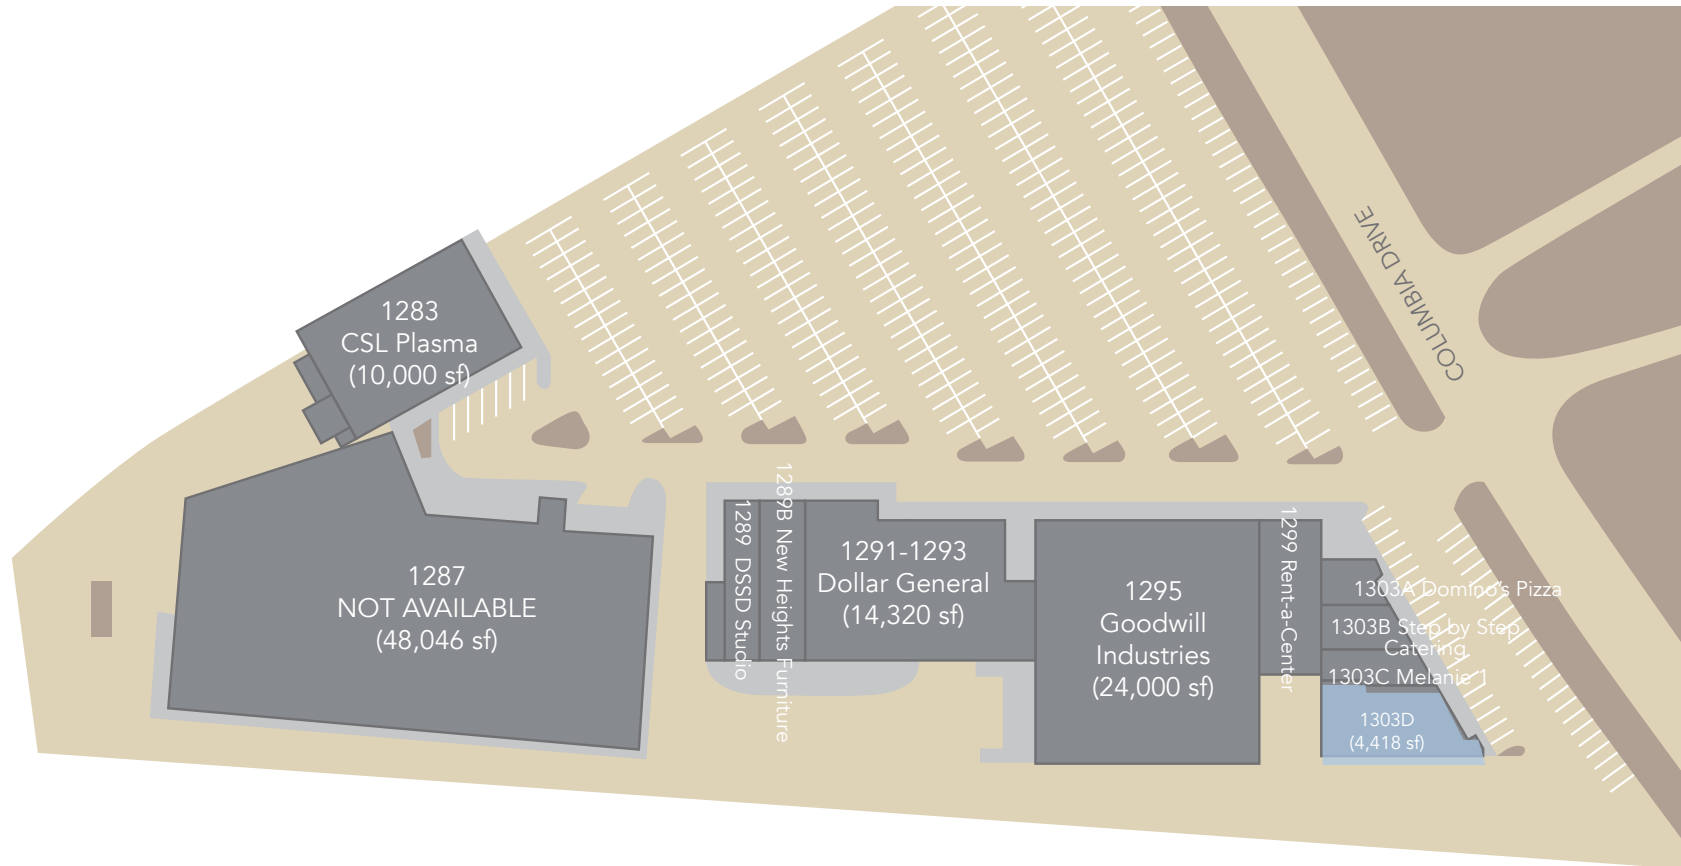 COLUMBIA DRIVE
1283
CSL Plasma
(10,000 sf)
1287
NOT AVAILABLE
(48,046 sf)
1289 DSSD Studio
1289B New Heights Furniture
1291-1293
Dollar General
(14,320 sf)
1295
Goodwill
Industries
(24,000 sf)
1299 Rent-a-Center
1303A Domino's Pizza
1303B Step by Step
Catering
1303C Melanie 1
1303D
(4,418 sf)